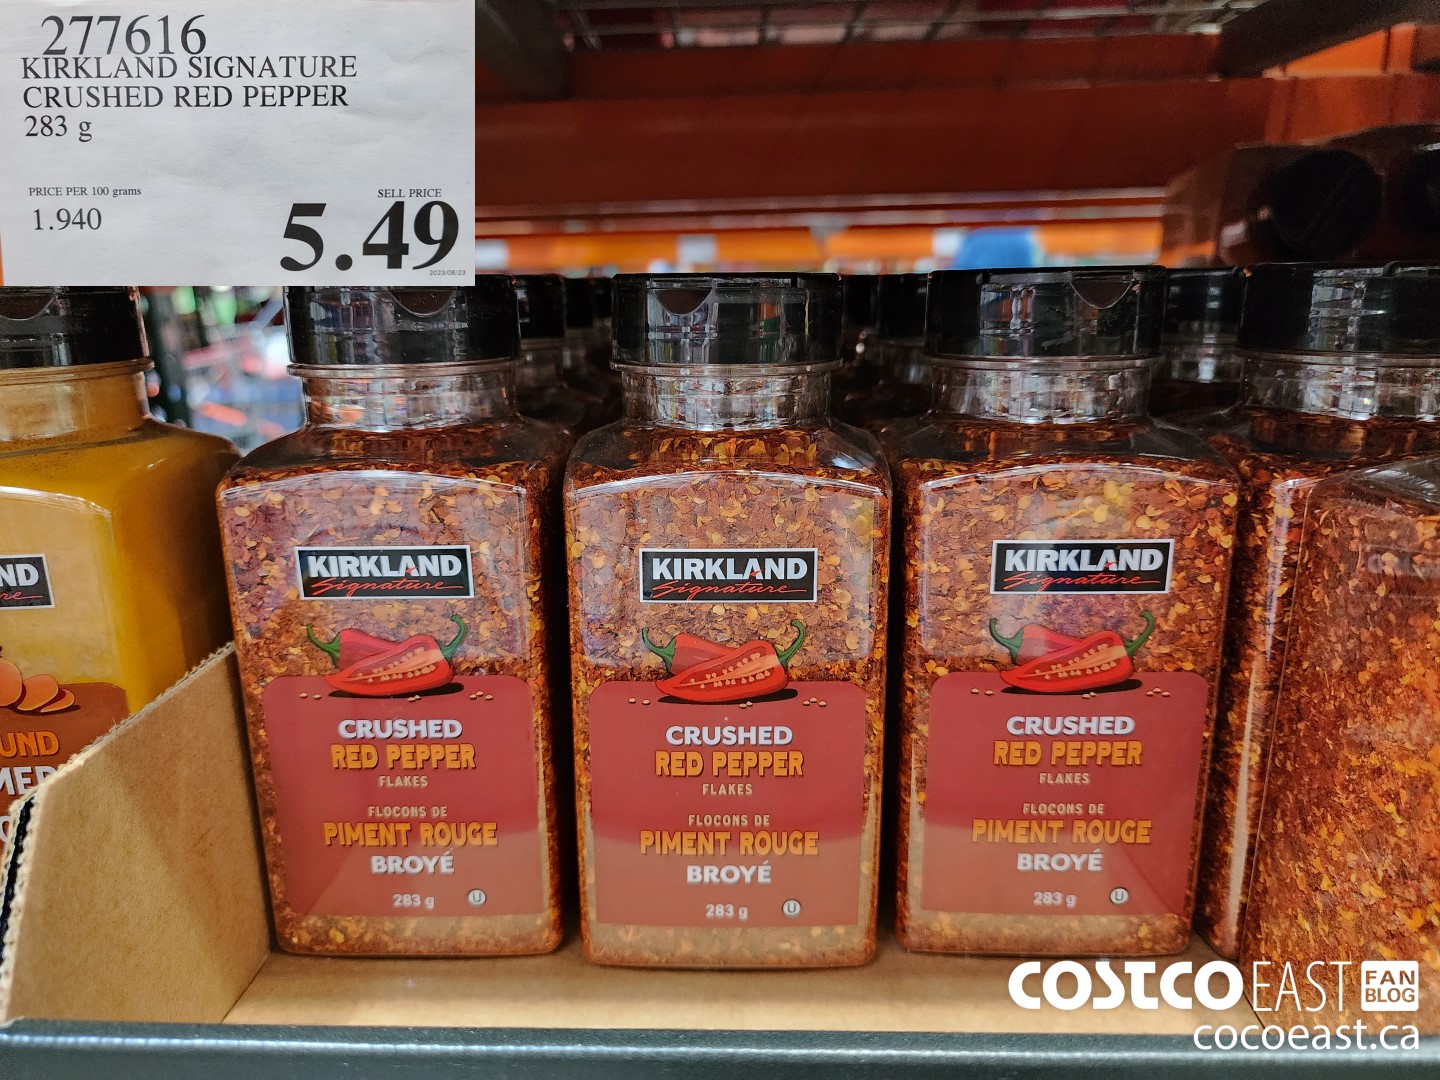 277616
KIRKLAND SIGNATURE
CRUSHED RED PEPPER
283 g
PRICE PER 100 grams
1.940
SELL PRICE
5.49
2023/08/23
KIRKLAND
Signature
CRUSHED
RED PEPPER
FLAKES
FLOCONS DE
PIMENT ROUGE
BROYÉ
283 g
U
KIRKLAND
Signature
CRUSHED
RED PEPPER
FLAKES
FLOCONS DE
PIMENT ROUGE
BROYÉ
283 g
U
KIRKLAND
Signature
CRUSHED
RED PEPPER
FLAKES
FLOCONS DE
PIMENT ROUGE
BROYÉ
283 g
U
COSTCO EAST FAN BLOG
cocoeast.ca